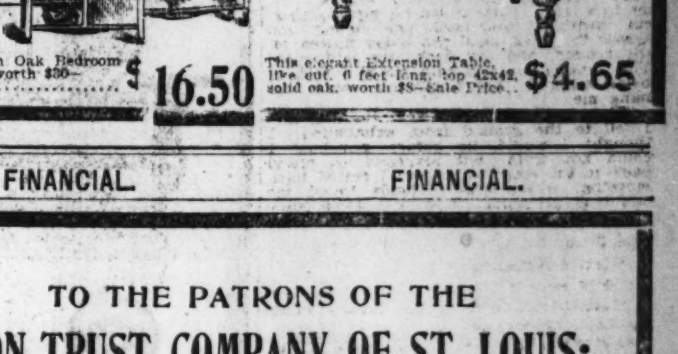 Oak Bedroom
worth $30—
$16.50
This elegant Extension Table,
like cut, 6 feet long, top 42x42,
solid oak, worth $8—Sale Price..
$4.65
FINANCIAL. FINANCIAL.
TO THE PATRONS OF THE
ON TRUST COMPANY OF ST. LOUIS: